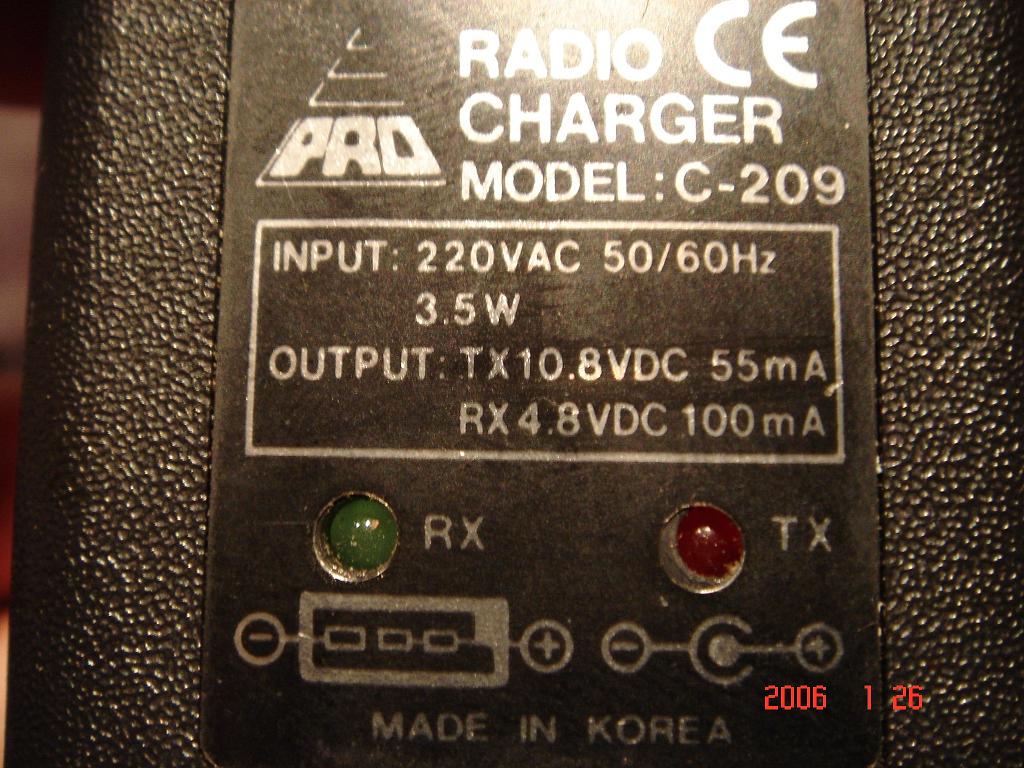 RADIO CE
PRO
CHARGER
MODEL: C-209
INPUT: 220VAC 50/60Hz
3.5W
OUTPUT: TX10.8VDC 55mA
RX4.8VDC 100mA
RX TX
MADE IN KOREA
2006 1 26